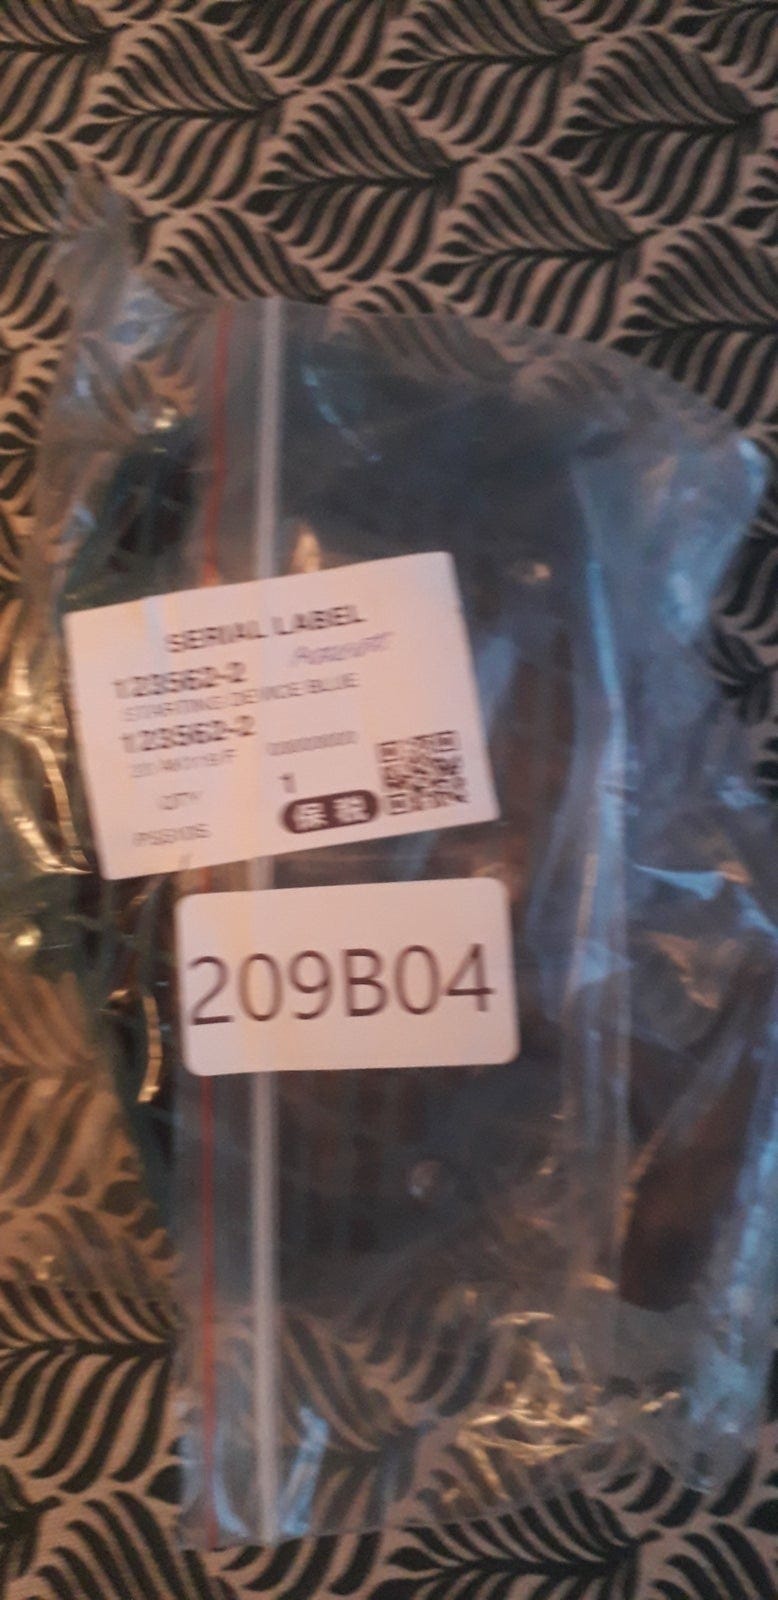 SERIAL LABEL
123562-2
STARTING DEVICE BLUE
123562-2
QTY 1
保税
209B04